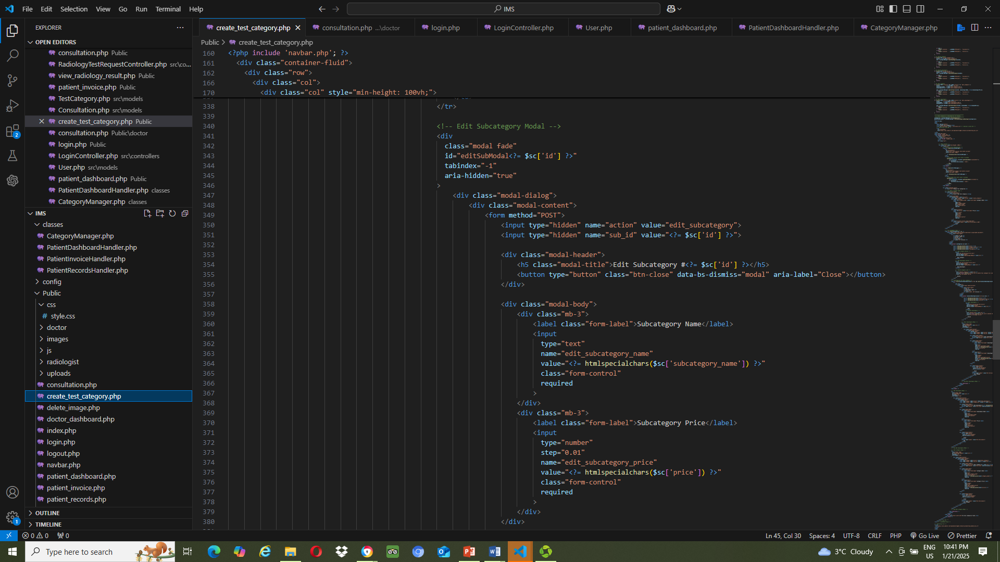 File Edit Selection View Go Run Terminal Help
IMS
EXPLORER
OPEN EDITORS
consultation.php Public
RadiologyTestRequestController.php src\co...
view_radiology_result.php Public
patient_invoice.php Public
TestCategory.php src\models
Consultation.php src\models
create_test_category.php Public
consultation.php Public\doctor
login.php Public
LoginController.php src\controllers
User.php src\models
patient_dashboard.php Public
PatientDashboardHandler.php classes
CategoryManager.php classes
IMS
classes
CategoryManager.php
PatientDashboardHandler.php
PatientInvoiceHandler.php
PatientRecordsHandler.php
config
Public
css
# style.css
doctor
images
js
radiologist
uploads
consultation.php
create_test_category.php
delete_image.php
doctor_dashboard.php
index.php
login.php
logout.php
navbar.php
patient_dashboard.php
patient_invoice.php
patient_records.php
OUTLINE
TIMELINE
2
1
create_test_category.php consultation.php ...\doctor login.php LoginController.php User.php patient_dashboard.php PatientDashboardHandler.php CategoryManager.php
Public > create_test_category.php
160 <?php include 'navbar.php'; ?>
161 <div class="container-fluid">
162 <div class="row">
166 <div class="col">
170 <div class="col" style="min-height: 100vh;">
338 </tr>
339
340 <!-- Edit Subcategory Modal -->
341 <div
342 class="modal fade"
343 id="editSubModal<?= $sc['id'] ?>"
344 tabindex="-1"
345 aria-hidden="true"
346 >
347 <div class="modal-dialog">
348 <div class="modal-content">
349 <form method="POST">
350 <input type="hidden" name="action" value="edit_subcategory">
351 <input type="hidden" name="sub_id" value="<?= $sc['id'] ?>">
352
353 <div class="modal-header">
354 <h5 class="modal-title">Edit Subcategory #<?= $sc['id'] ?></h5>
355 <button type="button" class="btn-close" data-bs-dismiss="modal" aria-label="Close"></button>
356 </div>
357
358 <div class="modal-body">
359 <div class="mb-3">
360 <label class="form-label">Subcategory Name</label>
361 <input
362 type="text"
363 name="edit_subcategory_name"
364 value="<?= htmlspecialchars($sc['subcategory_name']) ?>"
365 class="form-control"
366 required
367 >
368 </div>
369 <div class="mb-3">
370 <label class="form-label">Subcategory Price</label>
371 <input
372 type="number"
373 step="0.01"
374 name="edit_subcategory_price"
375 value="<?= htmlspecialchars($sc['price']) ?>"
376 class="form-control"
377 required
378 >
379 </div>
380 </div>
0 0 0 Ln 45, Col 30 Spaces: 4 UTF-8 CRLF PHP Go Live Prettier
Type here to search
3°C Cloudy
ENG
US
10:41 PM
1/21/2025